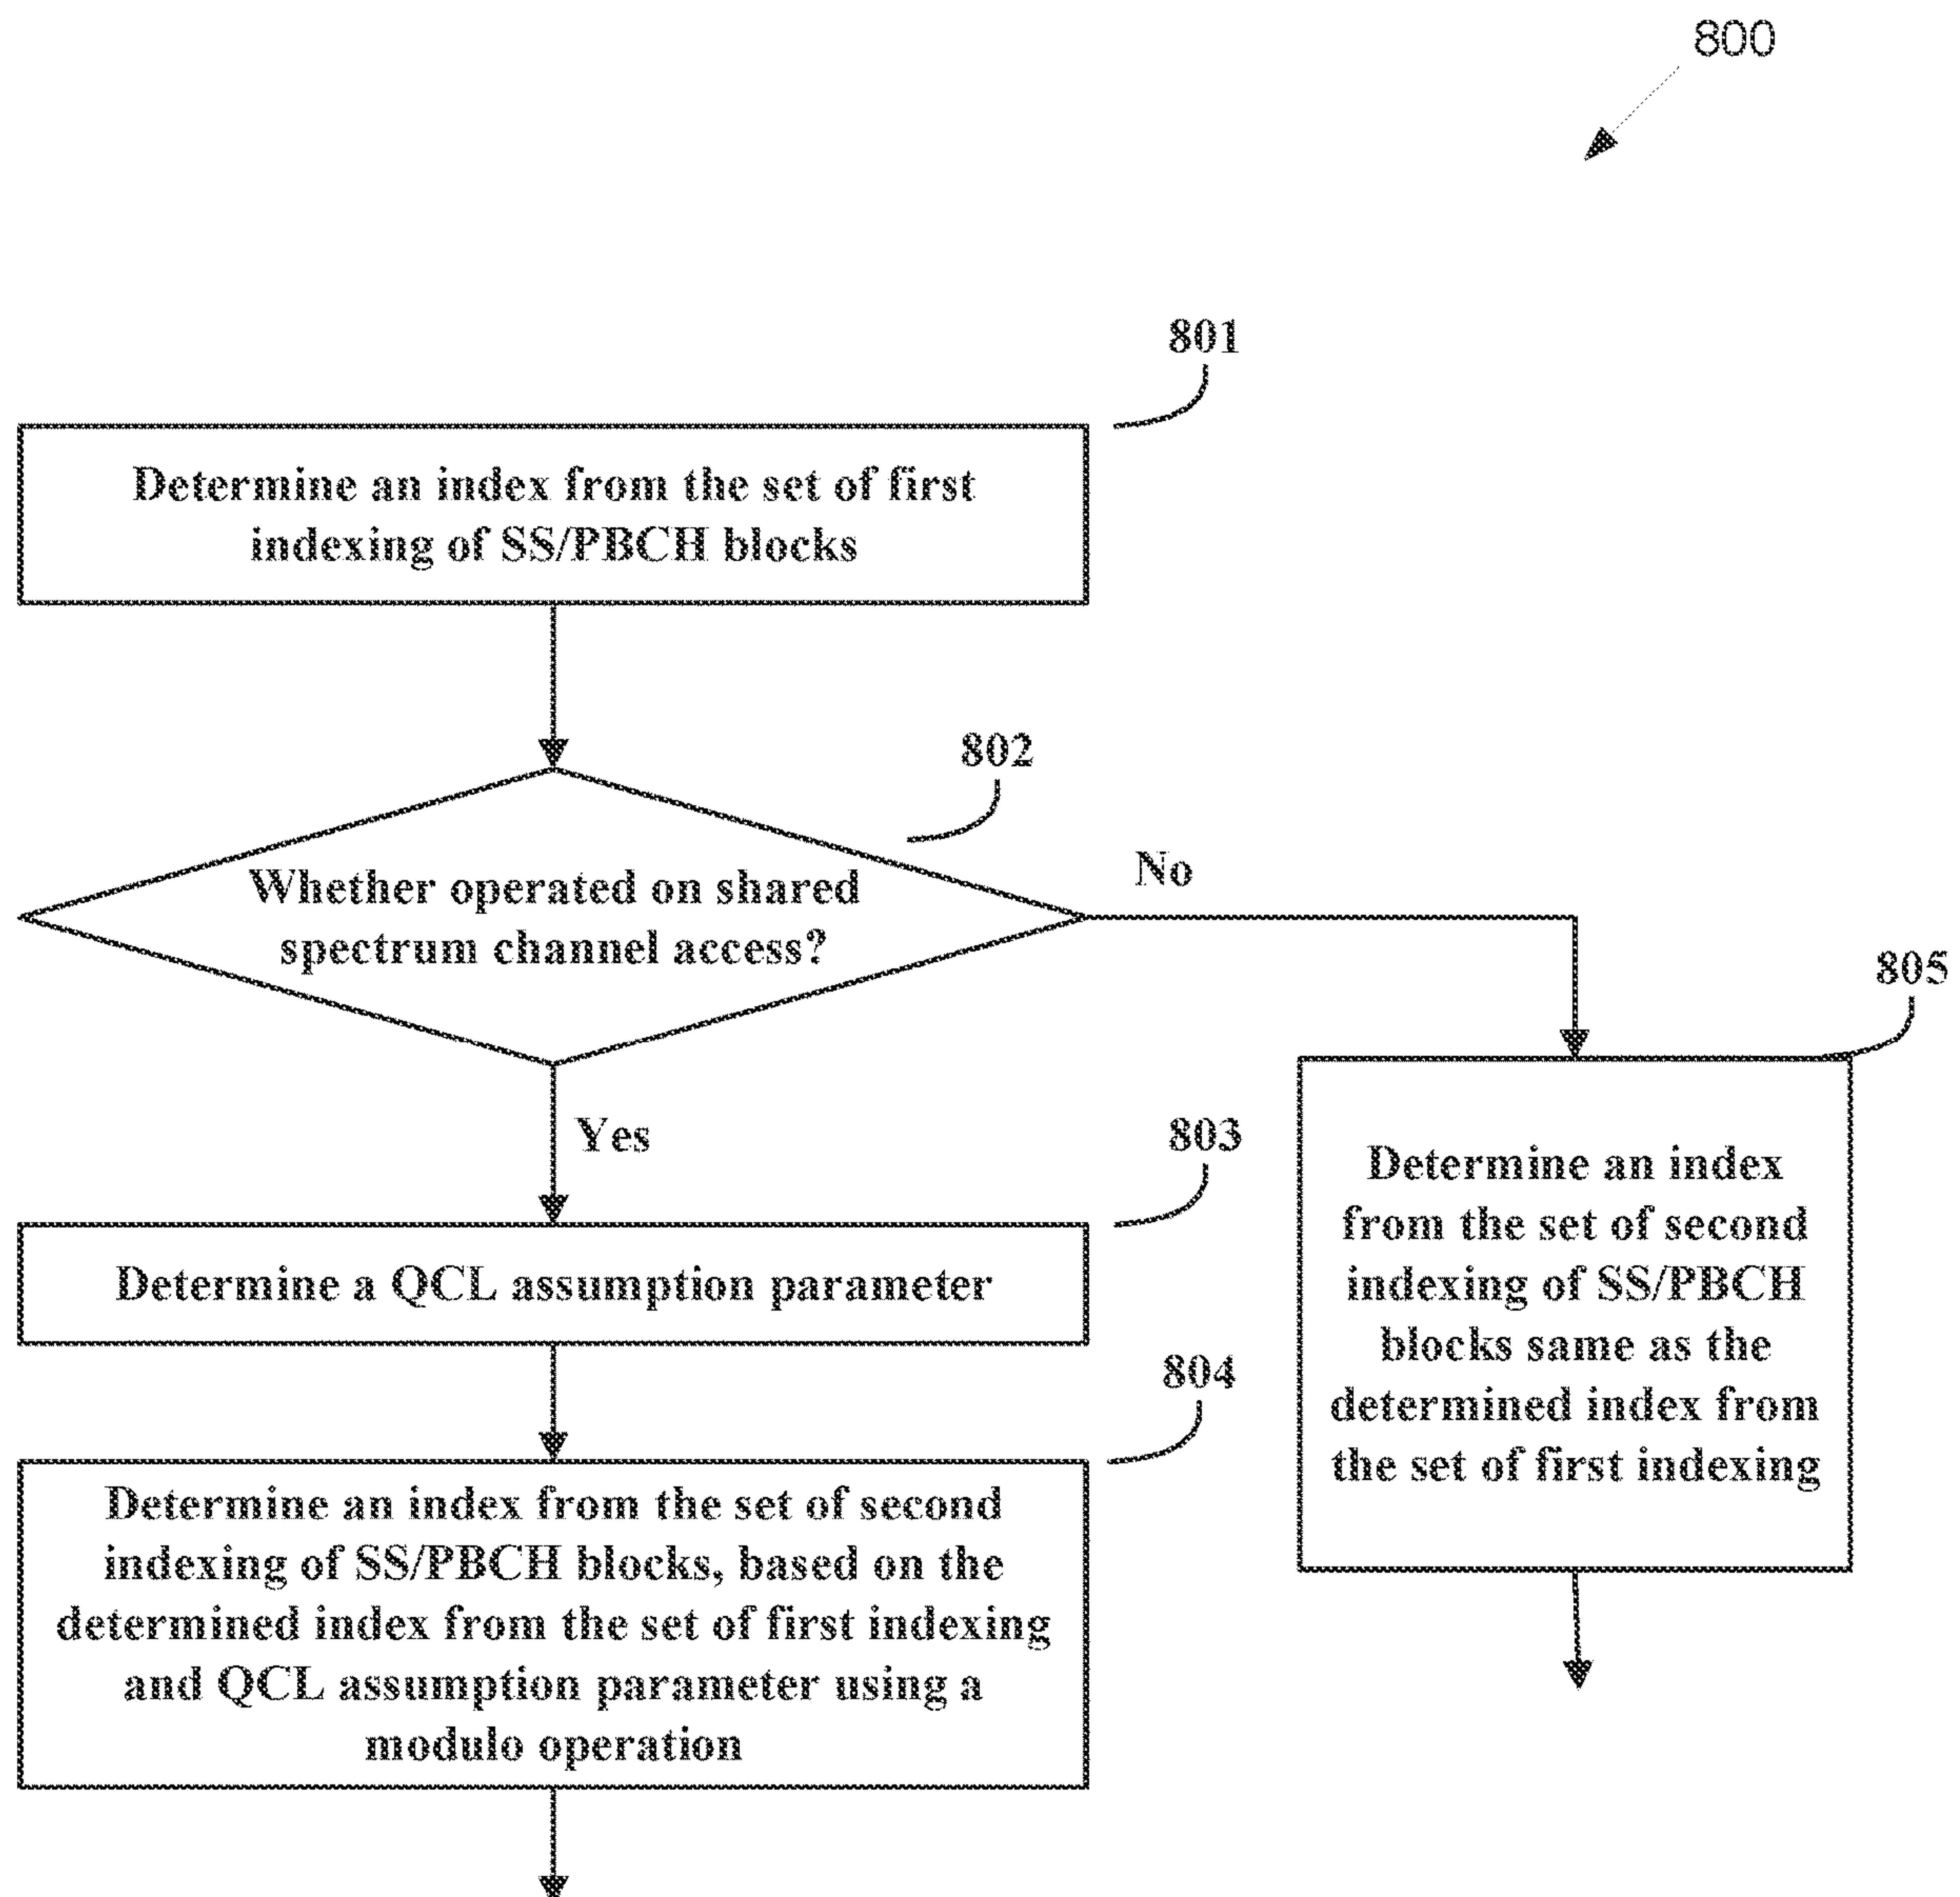 800
801
Determine an index from the set of first
indexing of SS/PBCH blocks
802
Whether operated on shared
spectrum channel access?
No
Yes
803
Determine a QCL assumption parameter
804
Determine an index from the set of second
indexing of SS/PBCH blocks, based on the
determined index from the set of first indexing
and QCL assumption parameter using a
modulo operation
805
Determine an index
from the set of second
indexing of SS/PBCH
blocks same as the
determined index from
the set of first indexing